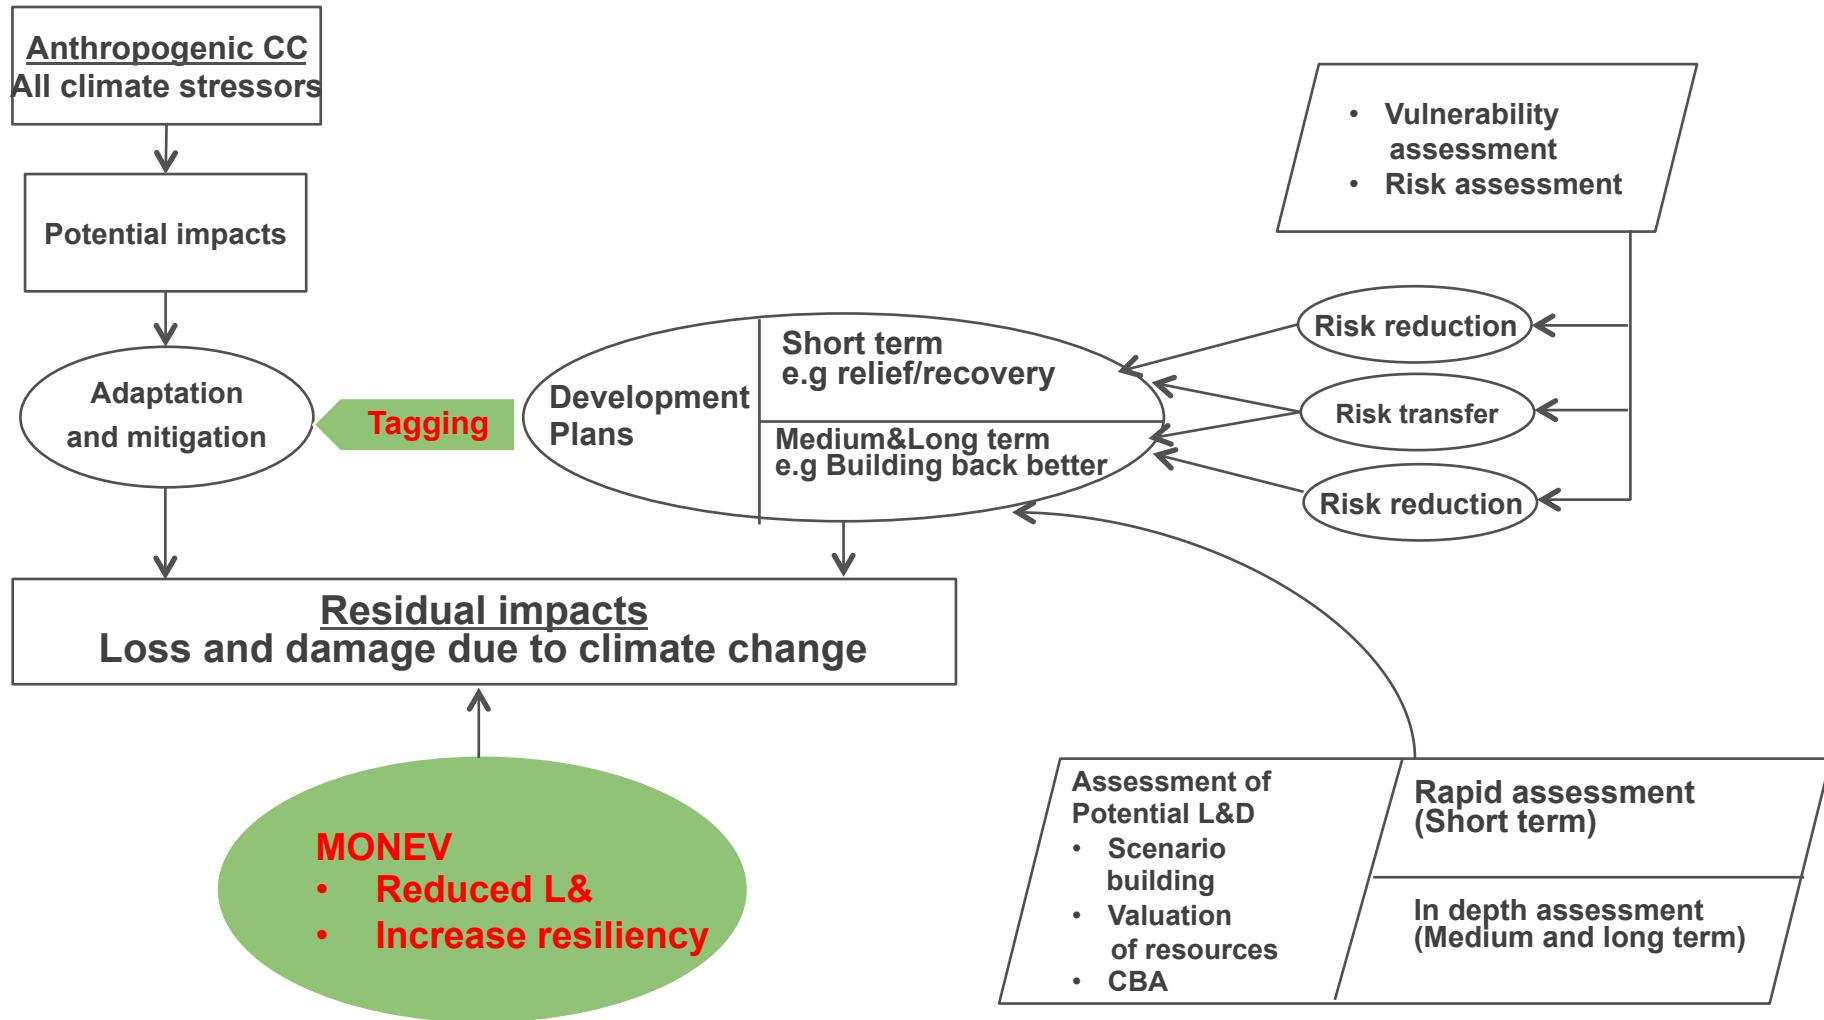 Anthropogenic CC
All climate stressors
Potential impacts
Adaptation
and mitigation
Tagging
Development
Plans
Short term
e.g relief/recovery
Medium&Long term
e.g Building back better
• Vulnerability
assessment
• Risk assessment
Risk reduction
Risk transfer
Risk reduction
Residual impacts
Loss and damage due to climate change
MONEV
• Reduced L&
• Increase resiliency
Assessment of
Potential L&D
• Scenario
building
• Valuation
of resources
• CBA
Rapid assessment
(Short term)
In depth assessment
(Medium and long term)